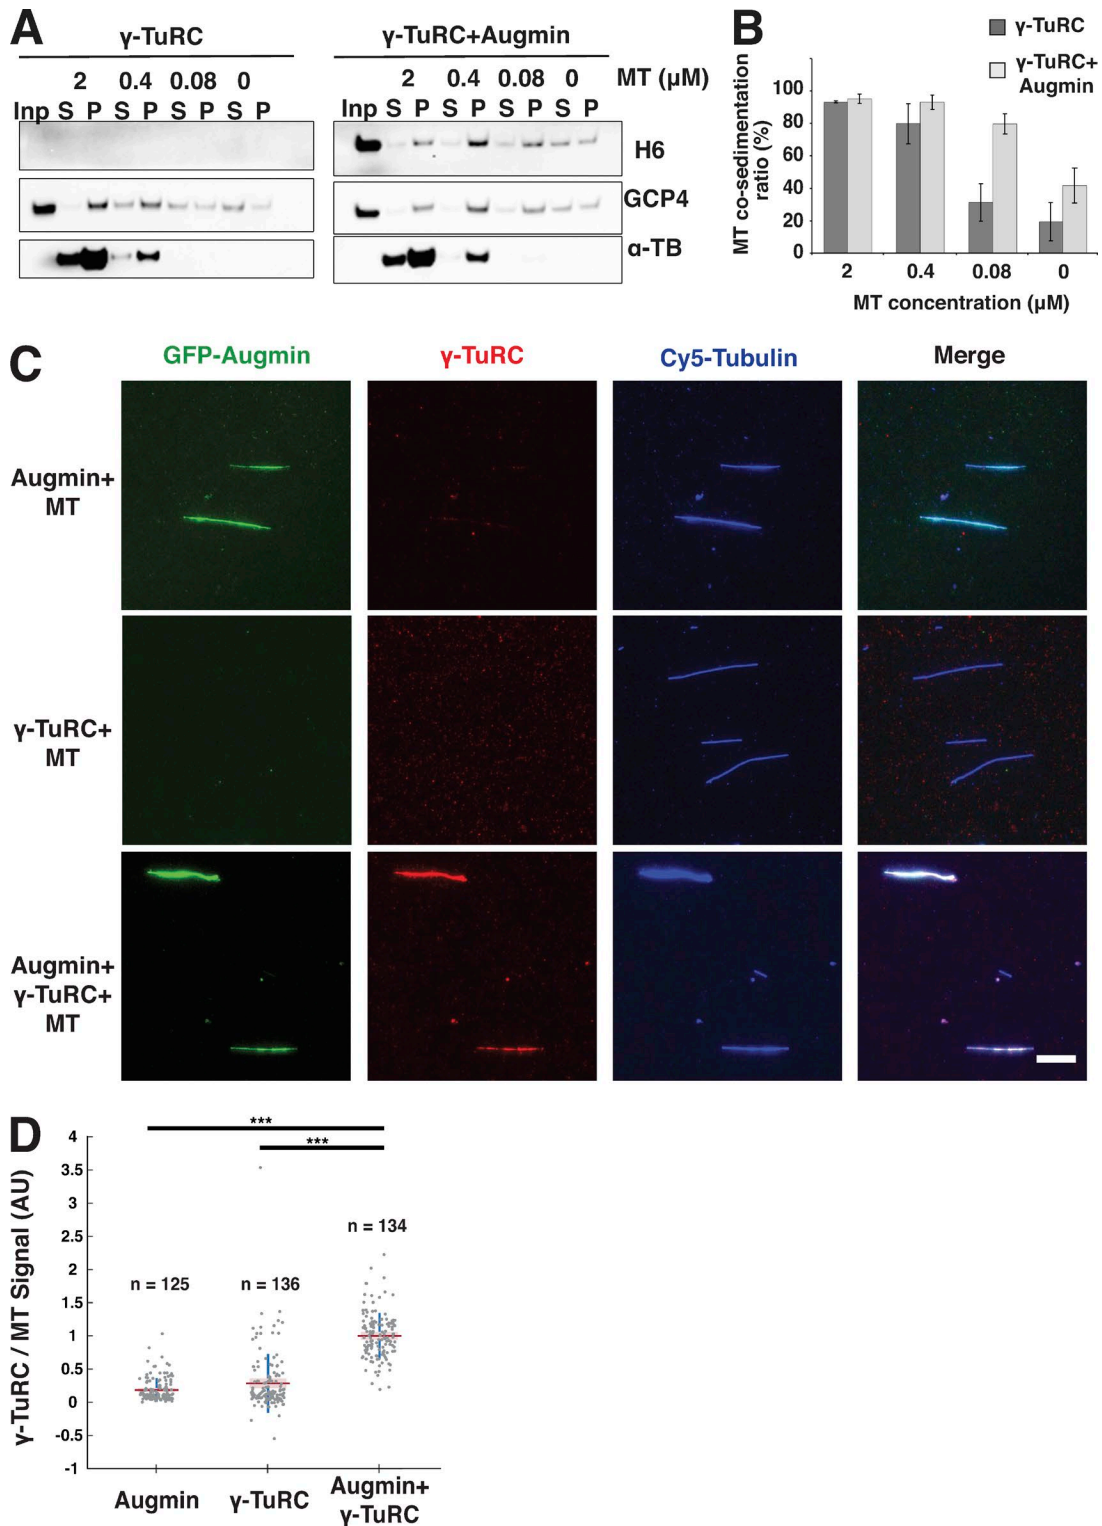 A
γ-TuRC
γ-TuRC+Augmin
2 0.4 0.08 0
2 0.4 0.08 0 MT (μM)
Inp S P S P S P S P
Inp S P S P S P S P
H6
GCP4
α-TB
B
γ-TuRC
γ-TuRC+
Augmin
MT co-sedimentation
ratio (%)
100
80
60
40
20
0
2 0.4 0.08 0
MT concentration (μM)
C
GFP-Augmin γ-TuRC Cy5-Tubulin Merge
Augmin+
MT
γ-TuRC+
MT
Augmin+
γ-TuRC+
MT
D
γ-TuRC / MT Signal (AU)
4
3.5
3
2.5
2
1.5
1
0.5
0
-0.5
-1
***
***
n = 125
n = 136
n = 134
Augmin
γ-TuRC
Augmin+
γ-TuRC